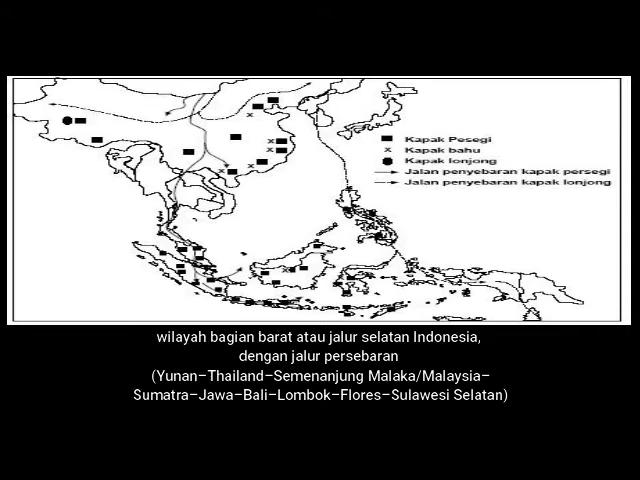 Kapak Pesegi
Kapak bahu
Kapak lonjong
Jalan penyebaran kapak persegi
Jalan penyebaran kapak lonjong
wilayah bagian barat atau jalur selatan Indonesia,
dengan jalur persebaran
(Yunan–Thailand–Semenanjung Malaka/Malaysia–
Sumatra–Jawa–Bali–Lombok–Flores–Sulawesi Selatan)